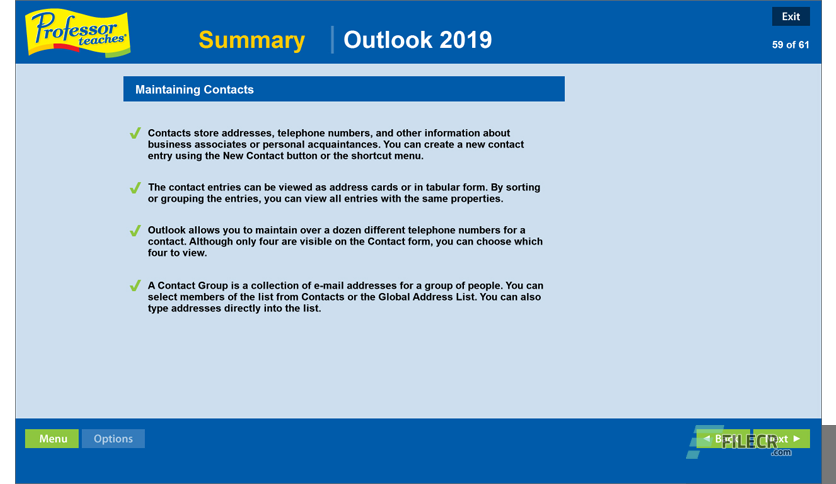 Professor
teaches®
Summary
Outlook 2019
Exit
59 of 61
Maintaining Contacts
Contacts store addresses, telephone numbers, and other information about
business associates or personal acquaintances. You can create a new contact
entry using the New Contact button or the shortcut menu.
The contact entries can be viewed as address cards or in tabular form. By sorting
or grouping the entries, you can view all entries with the same properties.
Outlook allows you to maintain over a dozen different telephone numbers for a
contact. Although only four are visible on the Contact form, you can choose which
four to view.
A Contact Group is a collection of e-mail addresses for a group of people. You can
select members of the list from Contacts or the Global Address List. You can also
type addresses directly into the list.
Menu
Options
Back
Next
FILECR
.com